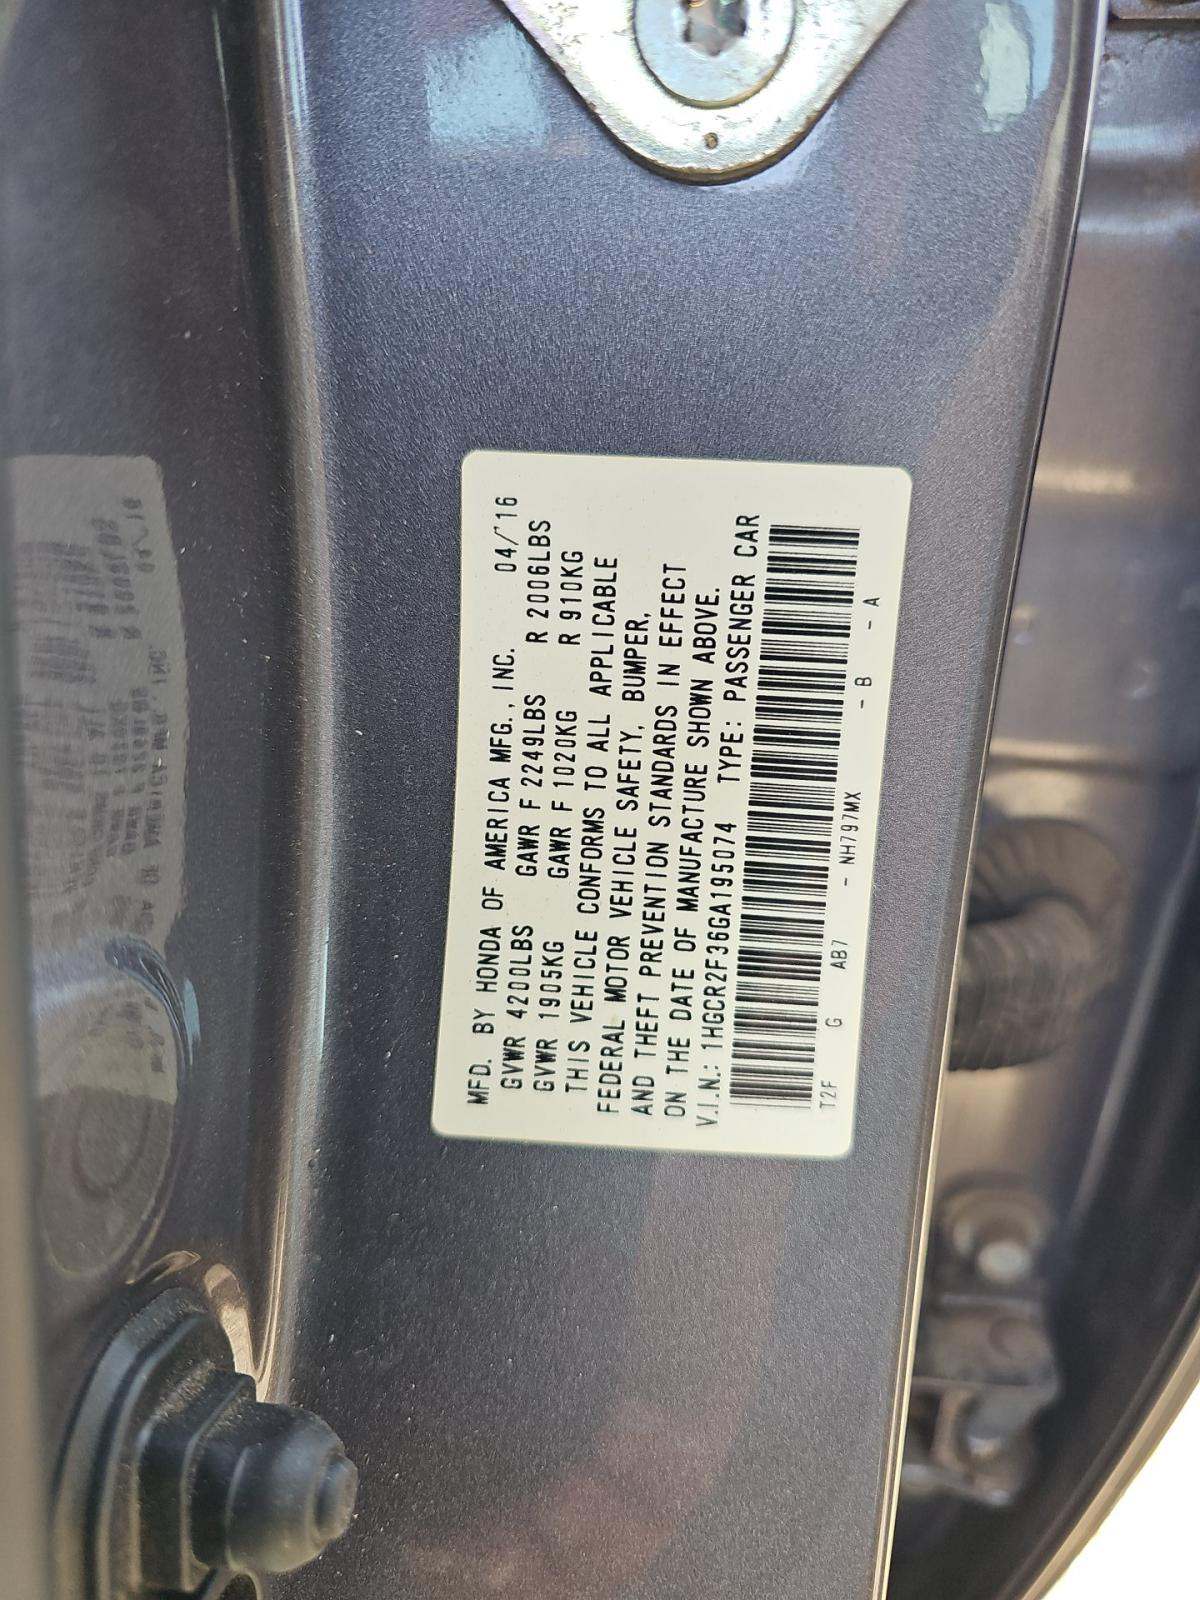 MFD. BY HONDA OF AMERICA MFG., INC. 04/'16
GVWR 4200LBS GAWR F 2249LBS R 2006LBS
GVWR 1905KG GAWR F 1020KG R 910KG
THIS VEHICLE CONFORMS TO ALL APPLICABLE
FEDERAL MOTOR VEHICLE SAFETY, BUMPER,
AND THEFT PREVENTION STANDARDS IN EFFECT
ON THE DATE OF MANUFACTURE SHOWN ABOVE.
V.I.N.: 1HGCR2F36GA195074 TYPE: PASSENGER CAR
T2F G AB7 - NH797MX - B - A